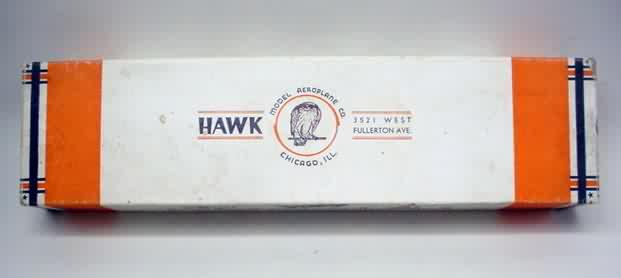 HAWK
MODEL AEROPLANE CO
CHICAGO, ILL.
3521 WEST
FULLERTON AVE.